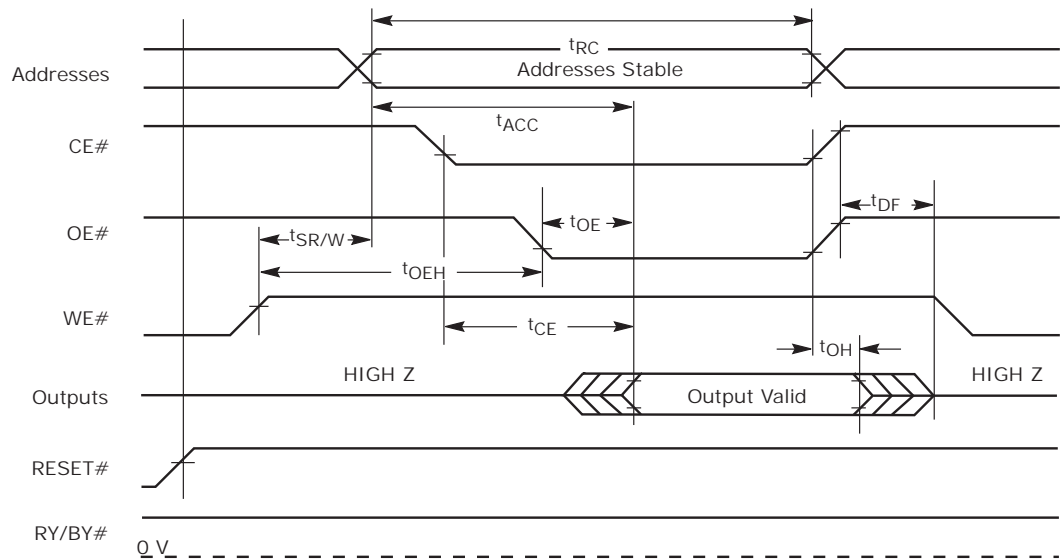 tRC
Addresses
Addresses Stable
tACC
CE#
tDF
tOE
OE#
tSR/W
tOEH
WE#
tCE
tOH
HIGH Z
HIGH Z
Outputs
Output Valid
RESET#
RY/BY#
0 V